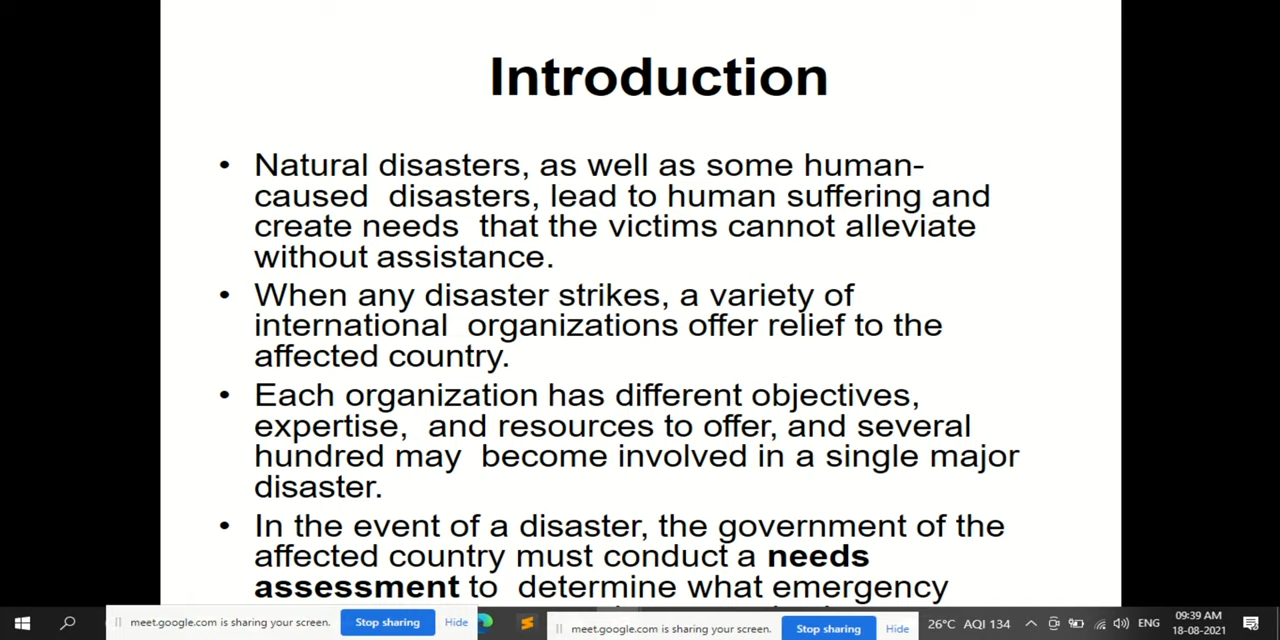 Introduction
• Natural disasters, as well as some human-
caused disasters, lead to human suffering and
create needs that the victims cannot alleviate
without assistance.
• When any disaster strikes, a variety of
international organizations offer relief to the
affected country.
• Each organization has different objectives,
expertise, and resources to offer, and several
hundred may become involved in a single major
disaster.
• In the event of a disaster, the government of the
affected country must conduct a needs
assessment to determine what emergency
meet.google.com is sharing your screen. Stop sharing Hide
meet.google.com is sharing your screen. Stop sharing Hide
26°C AQI 134 ENG
09:39 AM
18-08-2021